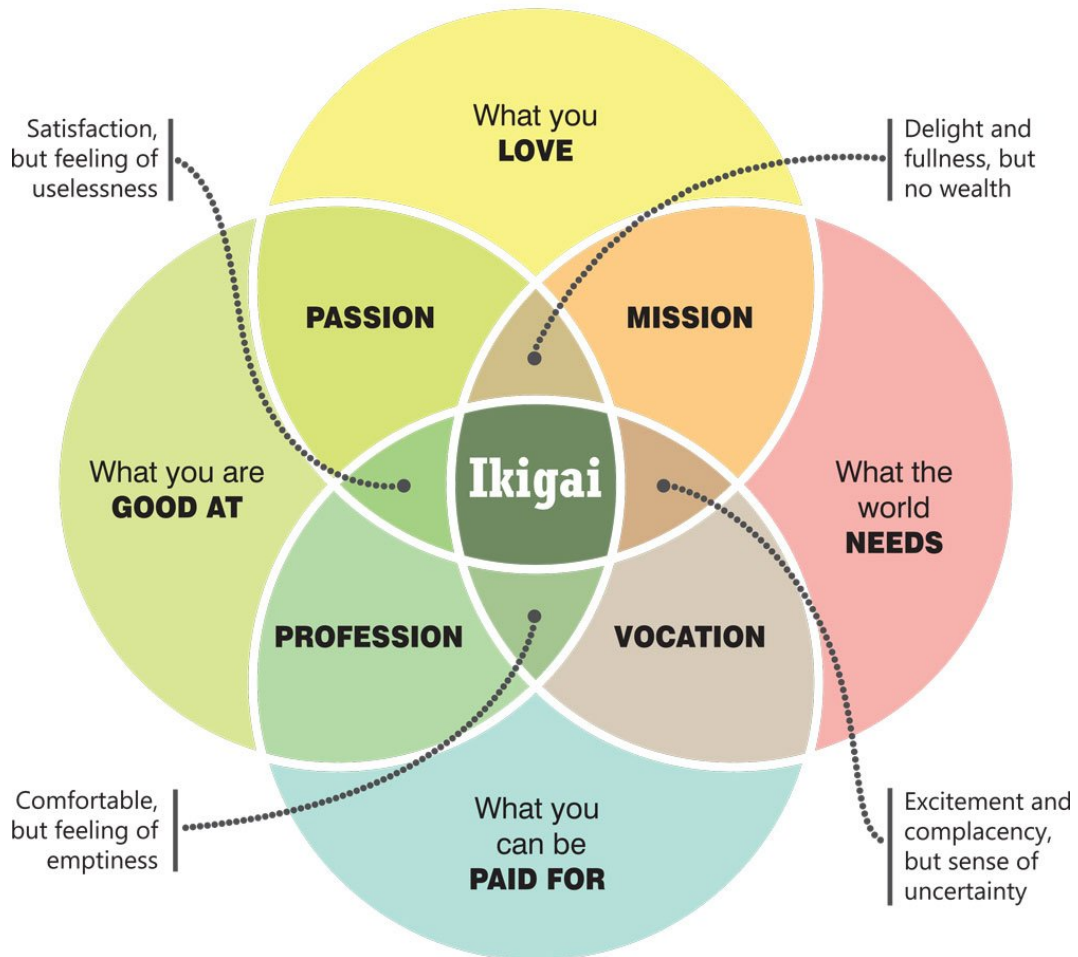 What you
LOVE
Satisfaction,
but feeling of
uselessness
Delight and
fullness, but
no wealth
PASSION
MISSION
What you are
GOOD AT
Ikigai
What the
world
NEEDS
PROFESSION
VOCATION
Comfortable,
but feeling of
emptiness
What you
can be
PAID FOR
Excitement and
complacency,
but sense of
uncertainty